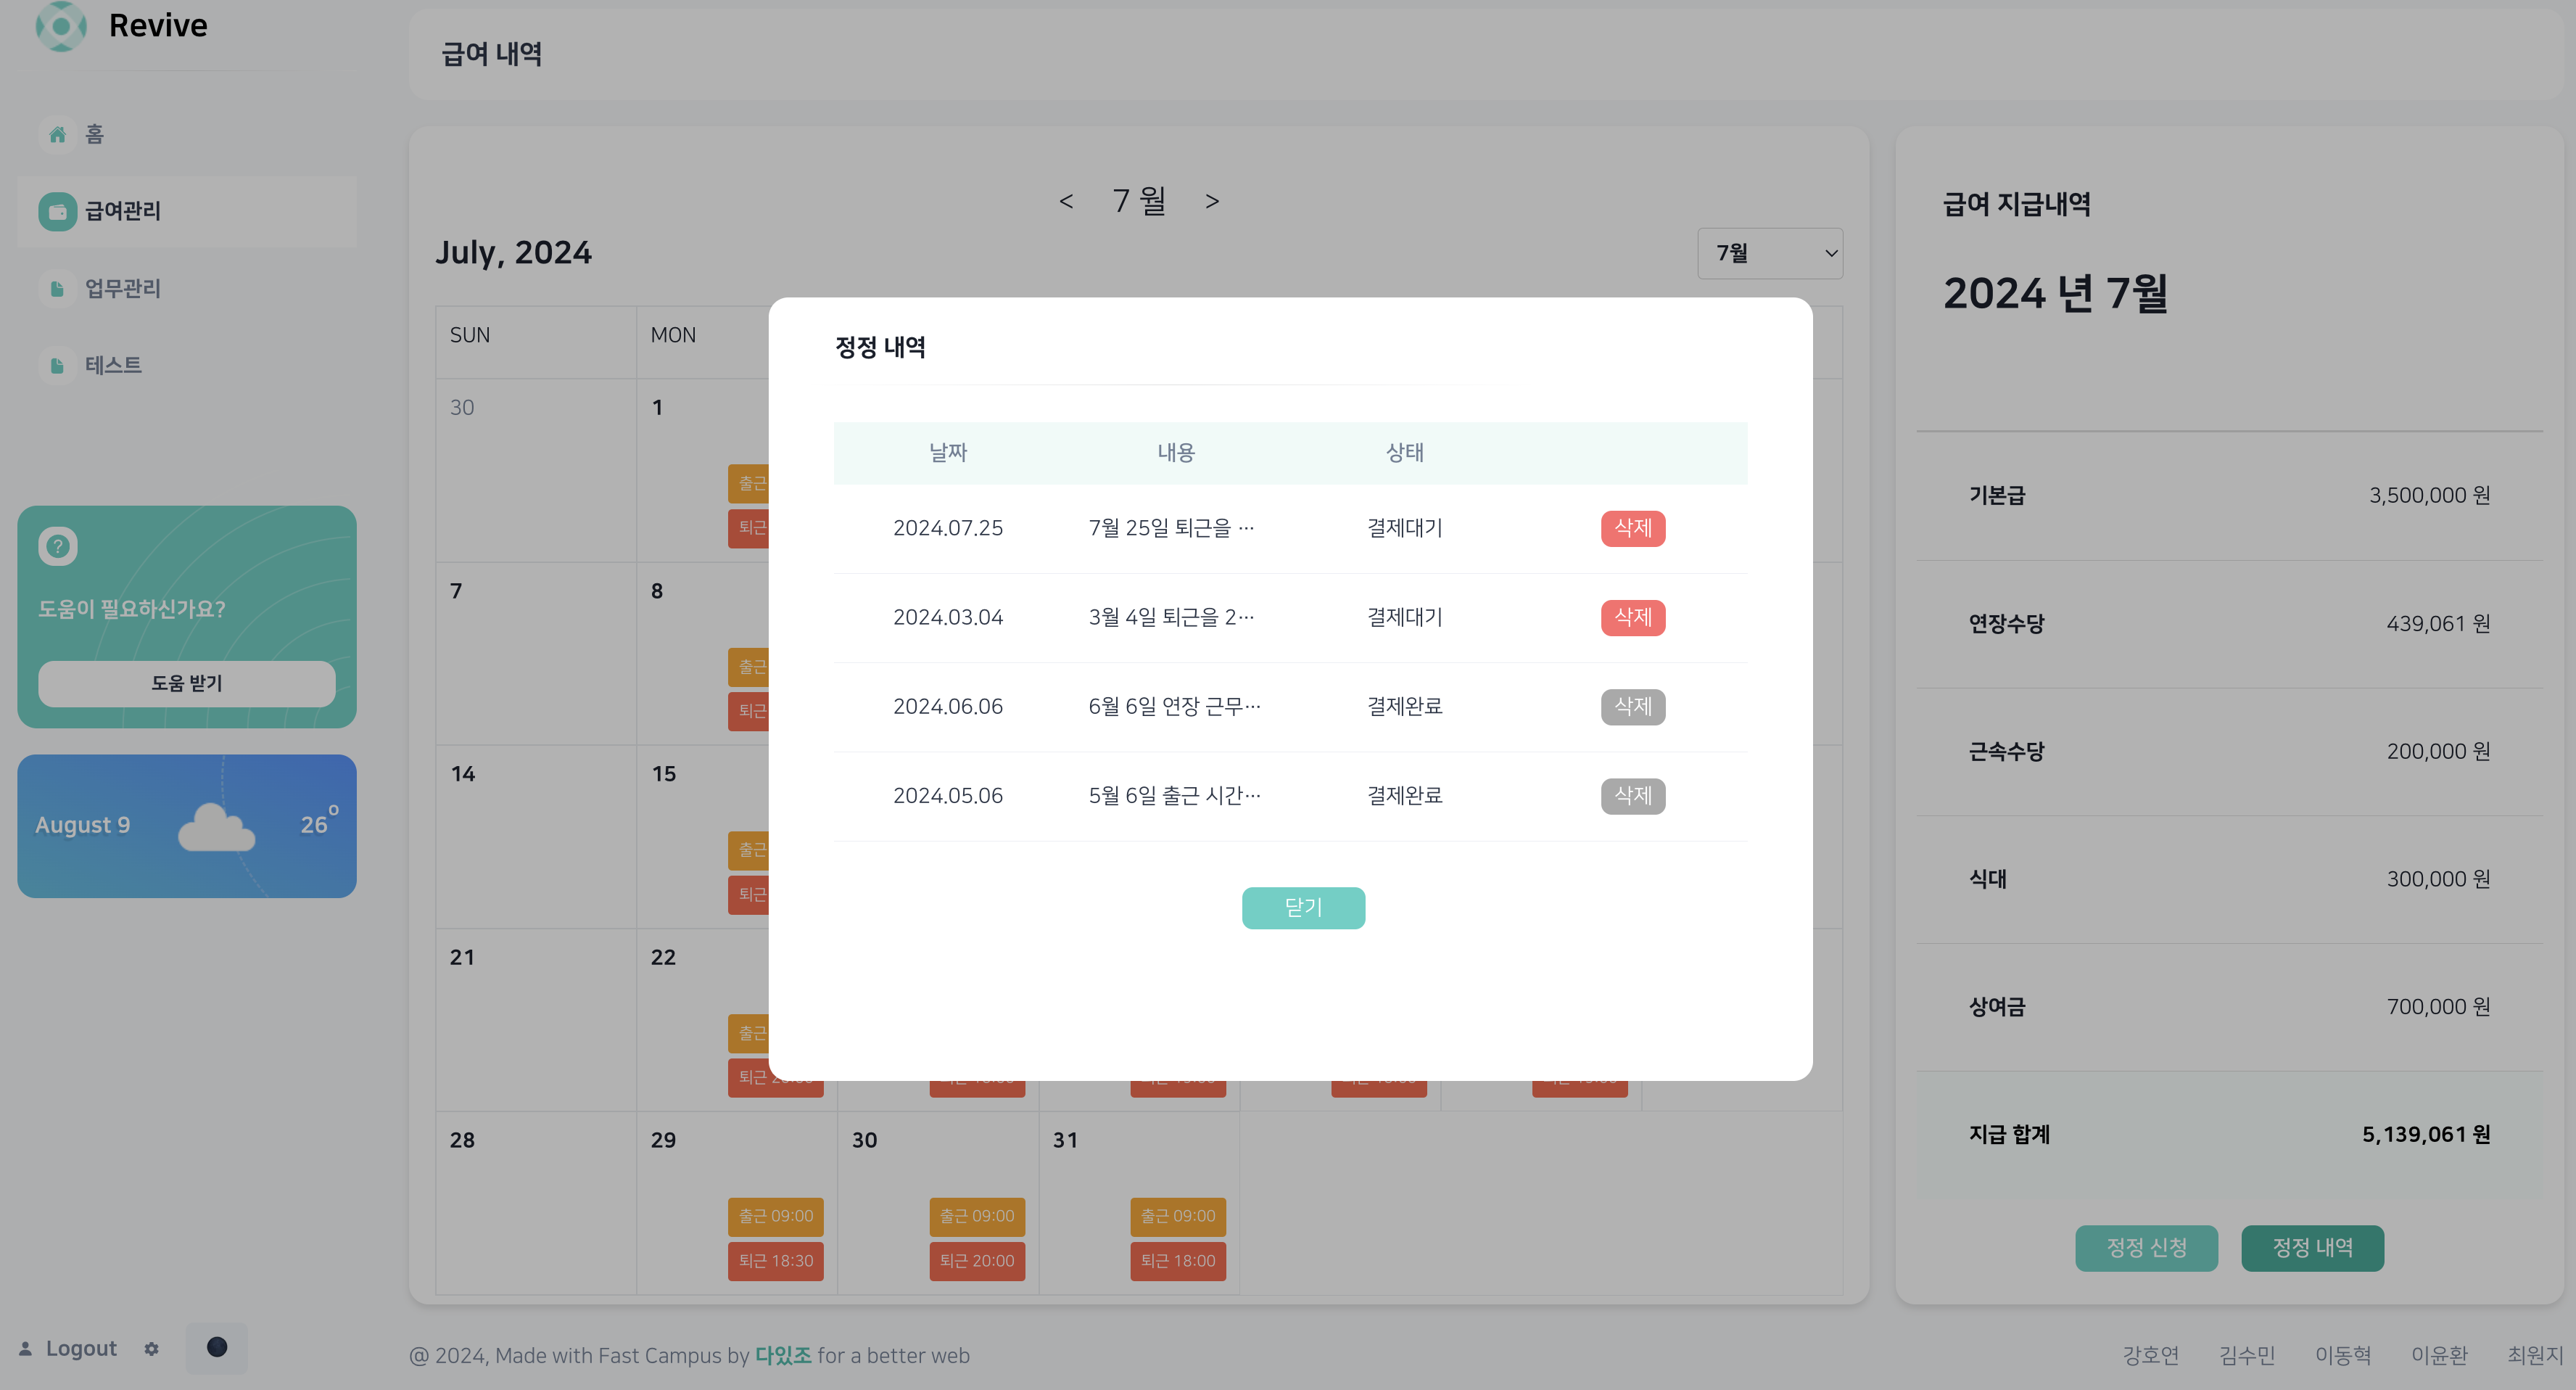 Revive
홈
급여관리
업무관리
테스트
?
도움이 필요하신가요?
도움 받기
August 9
26°
Logout
급여 내역
< 7 월 >
July, 2024
7월
SUN MON
30 1
출근
퇴근
7 8
출근
퇴근
14 15
출근
퇴근
21 22
출근
퇴근
28 29 30 31
출근 09:00 출근 09:00 출근 09:00
퇴근 18:30 퇴근 20:00 퇴근 18:00
정정 내역
날짜 내용 상태
2024.07.25 7월 25일 퇴근을 ··· 결제대기 삭제
2024.03.04 3월 4일 퇴근을 2··· 결제대기 삭제
2024.06.06 6월 6일 연장 근무··· 결제완료 삭제
2024.05.06 5월 6일 출근 시간··· 결제완료 삭제
닫기
급여 지급내역
2024 년 7월
기본급 3,500,000 원
연장수당 439,061 원
근속수당 200,000 원
식대 300,000 원
상여금 700,000 원
지급 합계 5,139,061 원
정정 신청 정정 내역
@ 2024, Made with Fast Campus by 다있조 for a better web
강호연 김수민 이동혁 이윤환 최원지